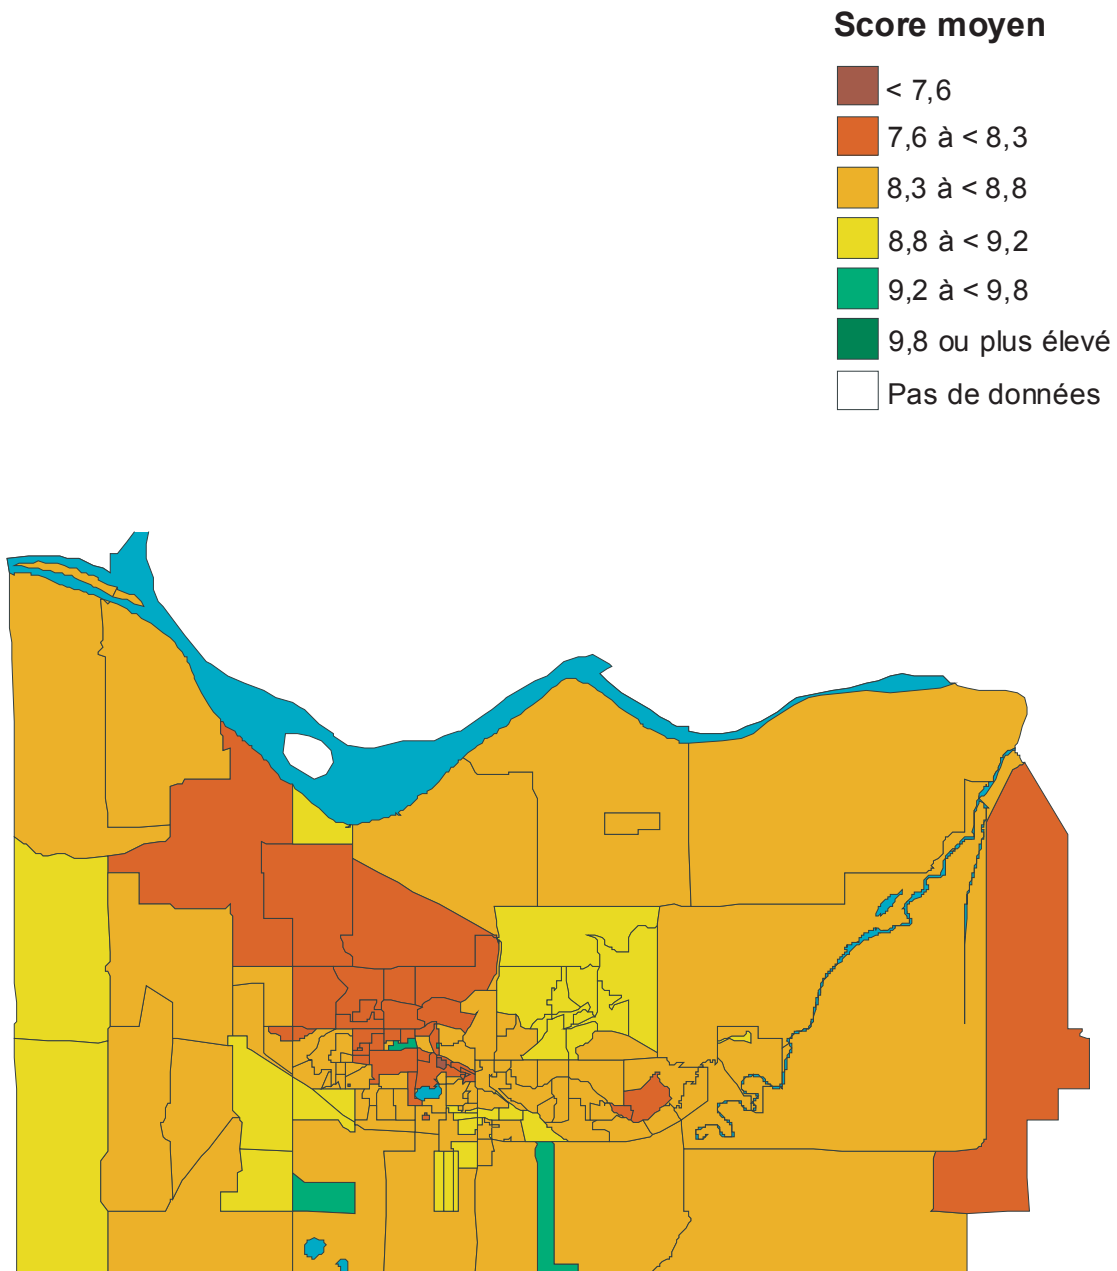 Score moyen
< 7,6
7,6 à < 8,3
8,3 à < 8,8
8,8 à < 9,2
9,2 à < 9,8
9,8 ou plus élevé
Pas de données